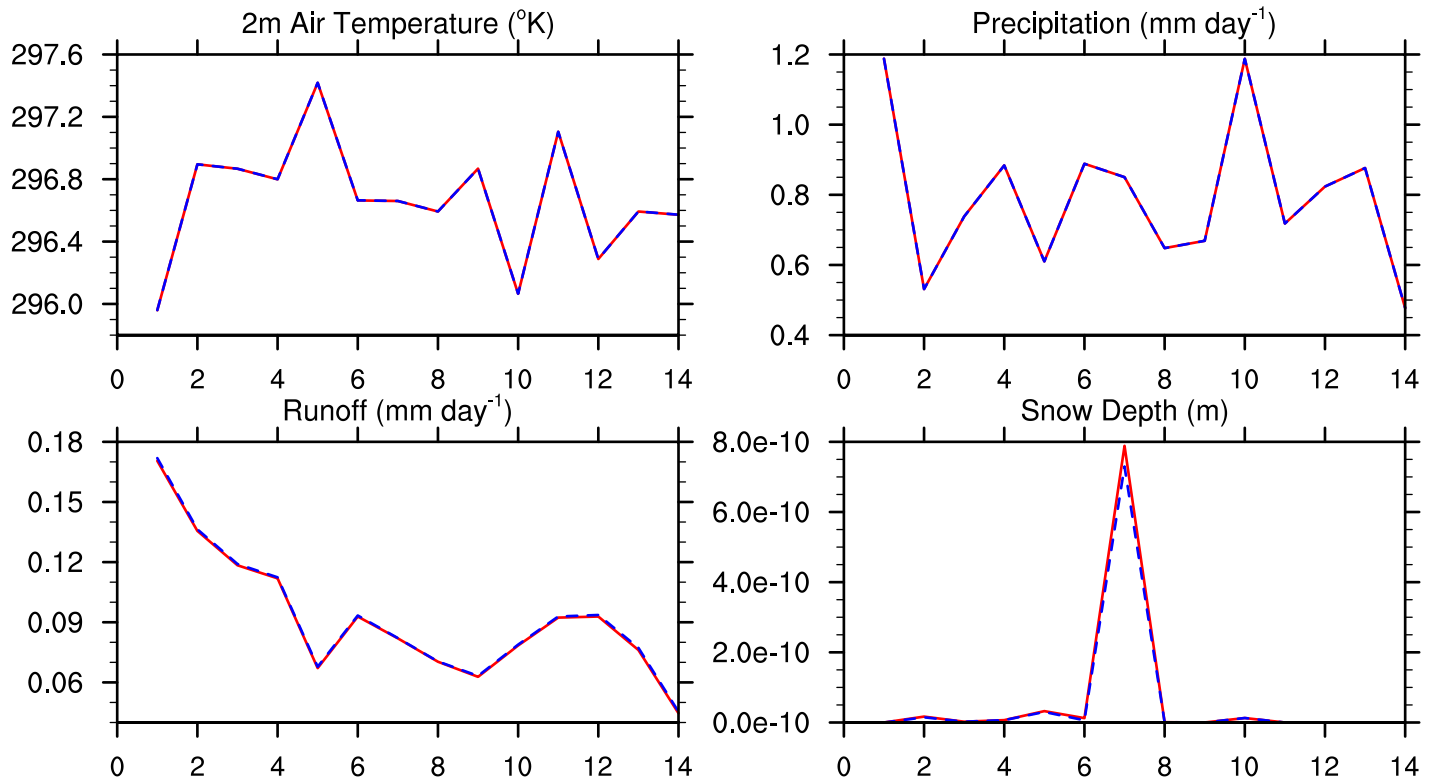 2m Air Temperature (°K)
297.6
297.2
296.8
296.4
296.0
0 2 4 6 8 10 12 14
Precipitation (mm day⁻¹)
1.2
1.0
0.8
0.6
0.4
0 2 4 6 8 10 12 14
Runoff (mm day⁻¹)
0.18
0.15
0.12
0.09
0.06
0 2 4 6 8 10 12 14
Snow Depth (m)
8.0e-10
6.0e-10
4.0e-10
2.0e-10
0.0e-10
0 2 4 6 8 10 12 14